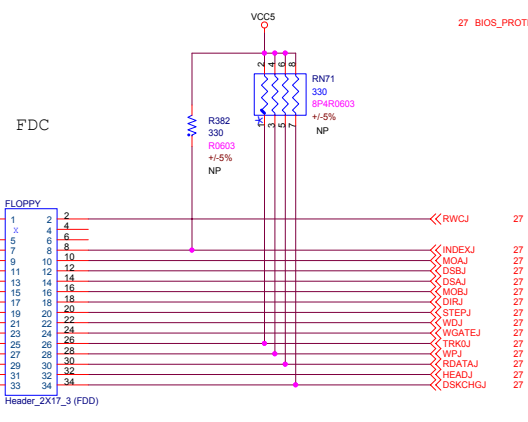 VCC5
27 BIOS_PROT
2 4 6 8
RN71
330
8P4R0603
+/-5%
NP
1 3 5 7
R382
330
R0603
+/-5%
NP
FDC
FLOPPY
1 2 2 RWCJ 27
X 4 4
5 6 6
7 8 8 INDEXJ 27
9 10 10 MOAJ 27
11 12 12 DSBJ 27
13 14 14 DSAJ 27
15 16 16 MOBJ 27
17 18 18 DIRJ 27
19 20 20 STEPJ 27
21 22 22 WDJ 27
23 24 24 WGATEJ 27
25 26 26 TRK0J 27
27 28 28 WPJ 27
29 30 30 RDATAJ 27
31 32 32 HEADJ 27
33 34 34 DSKCHGJ 27
Header_2X17_3 (FDD)